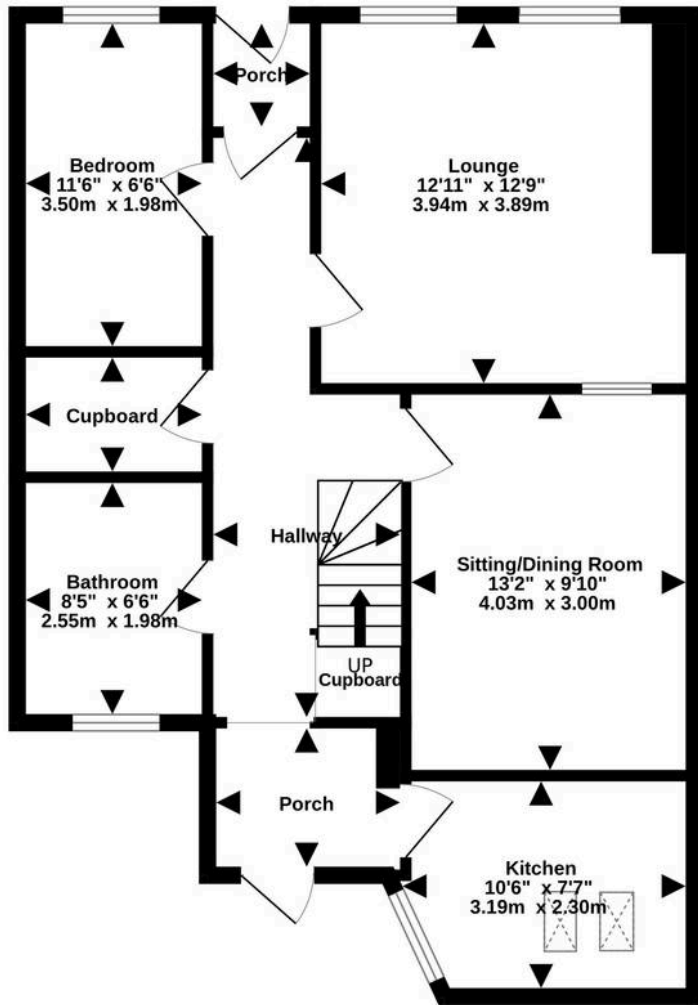 Porch
Bedroom
11'6" x 6'6"
3.50m x 1.98m
Lounge
12'11" x 12'9"
3.94m x 3.89m
Cupboard
Hallway
Sitting/Dining Room
13'2" x 9'10"
4.03m x 3.00m
Bathroom
8'5" x 6'6"
2.55m x 1.98m
UP
Cupboard
Porch
Kitchen
10'6" x 7'7"
3.19m x 2.30m